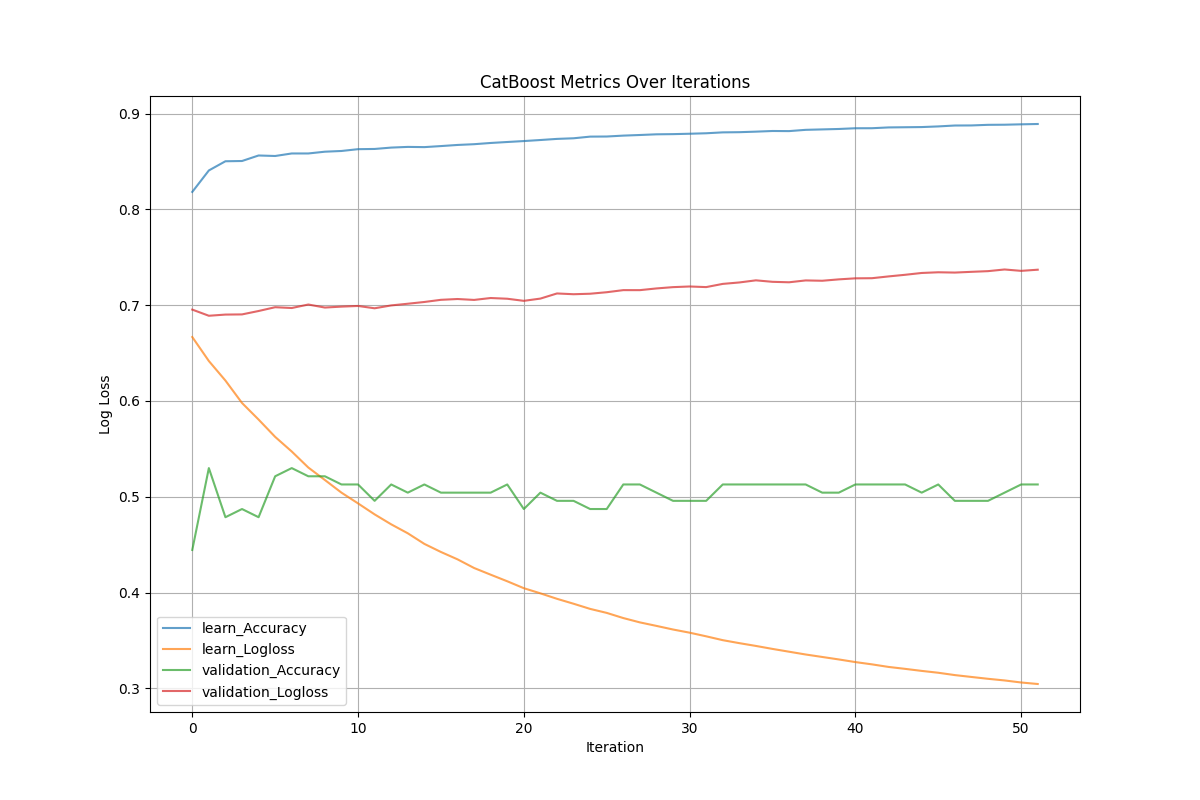 CatBoost Metrics Over Iterations
0.9
0.8
0.7
0.6
0.5
0.4
0.3
Log Loss
learn_Accuracy
learn_Logloss
validation_Accuracy
validation_Logloss
0 10 20 30 40 50
Iteration